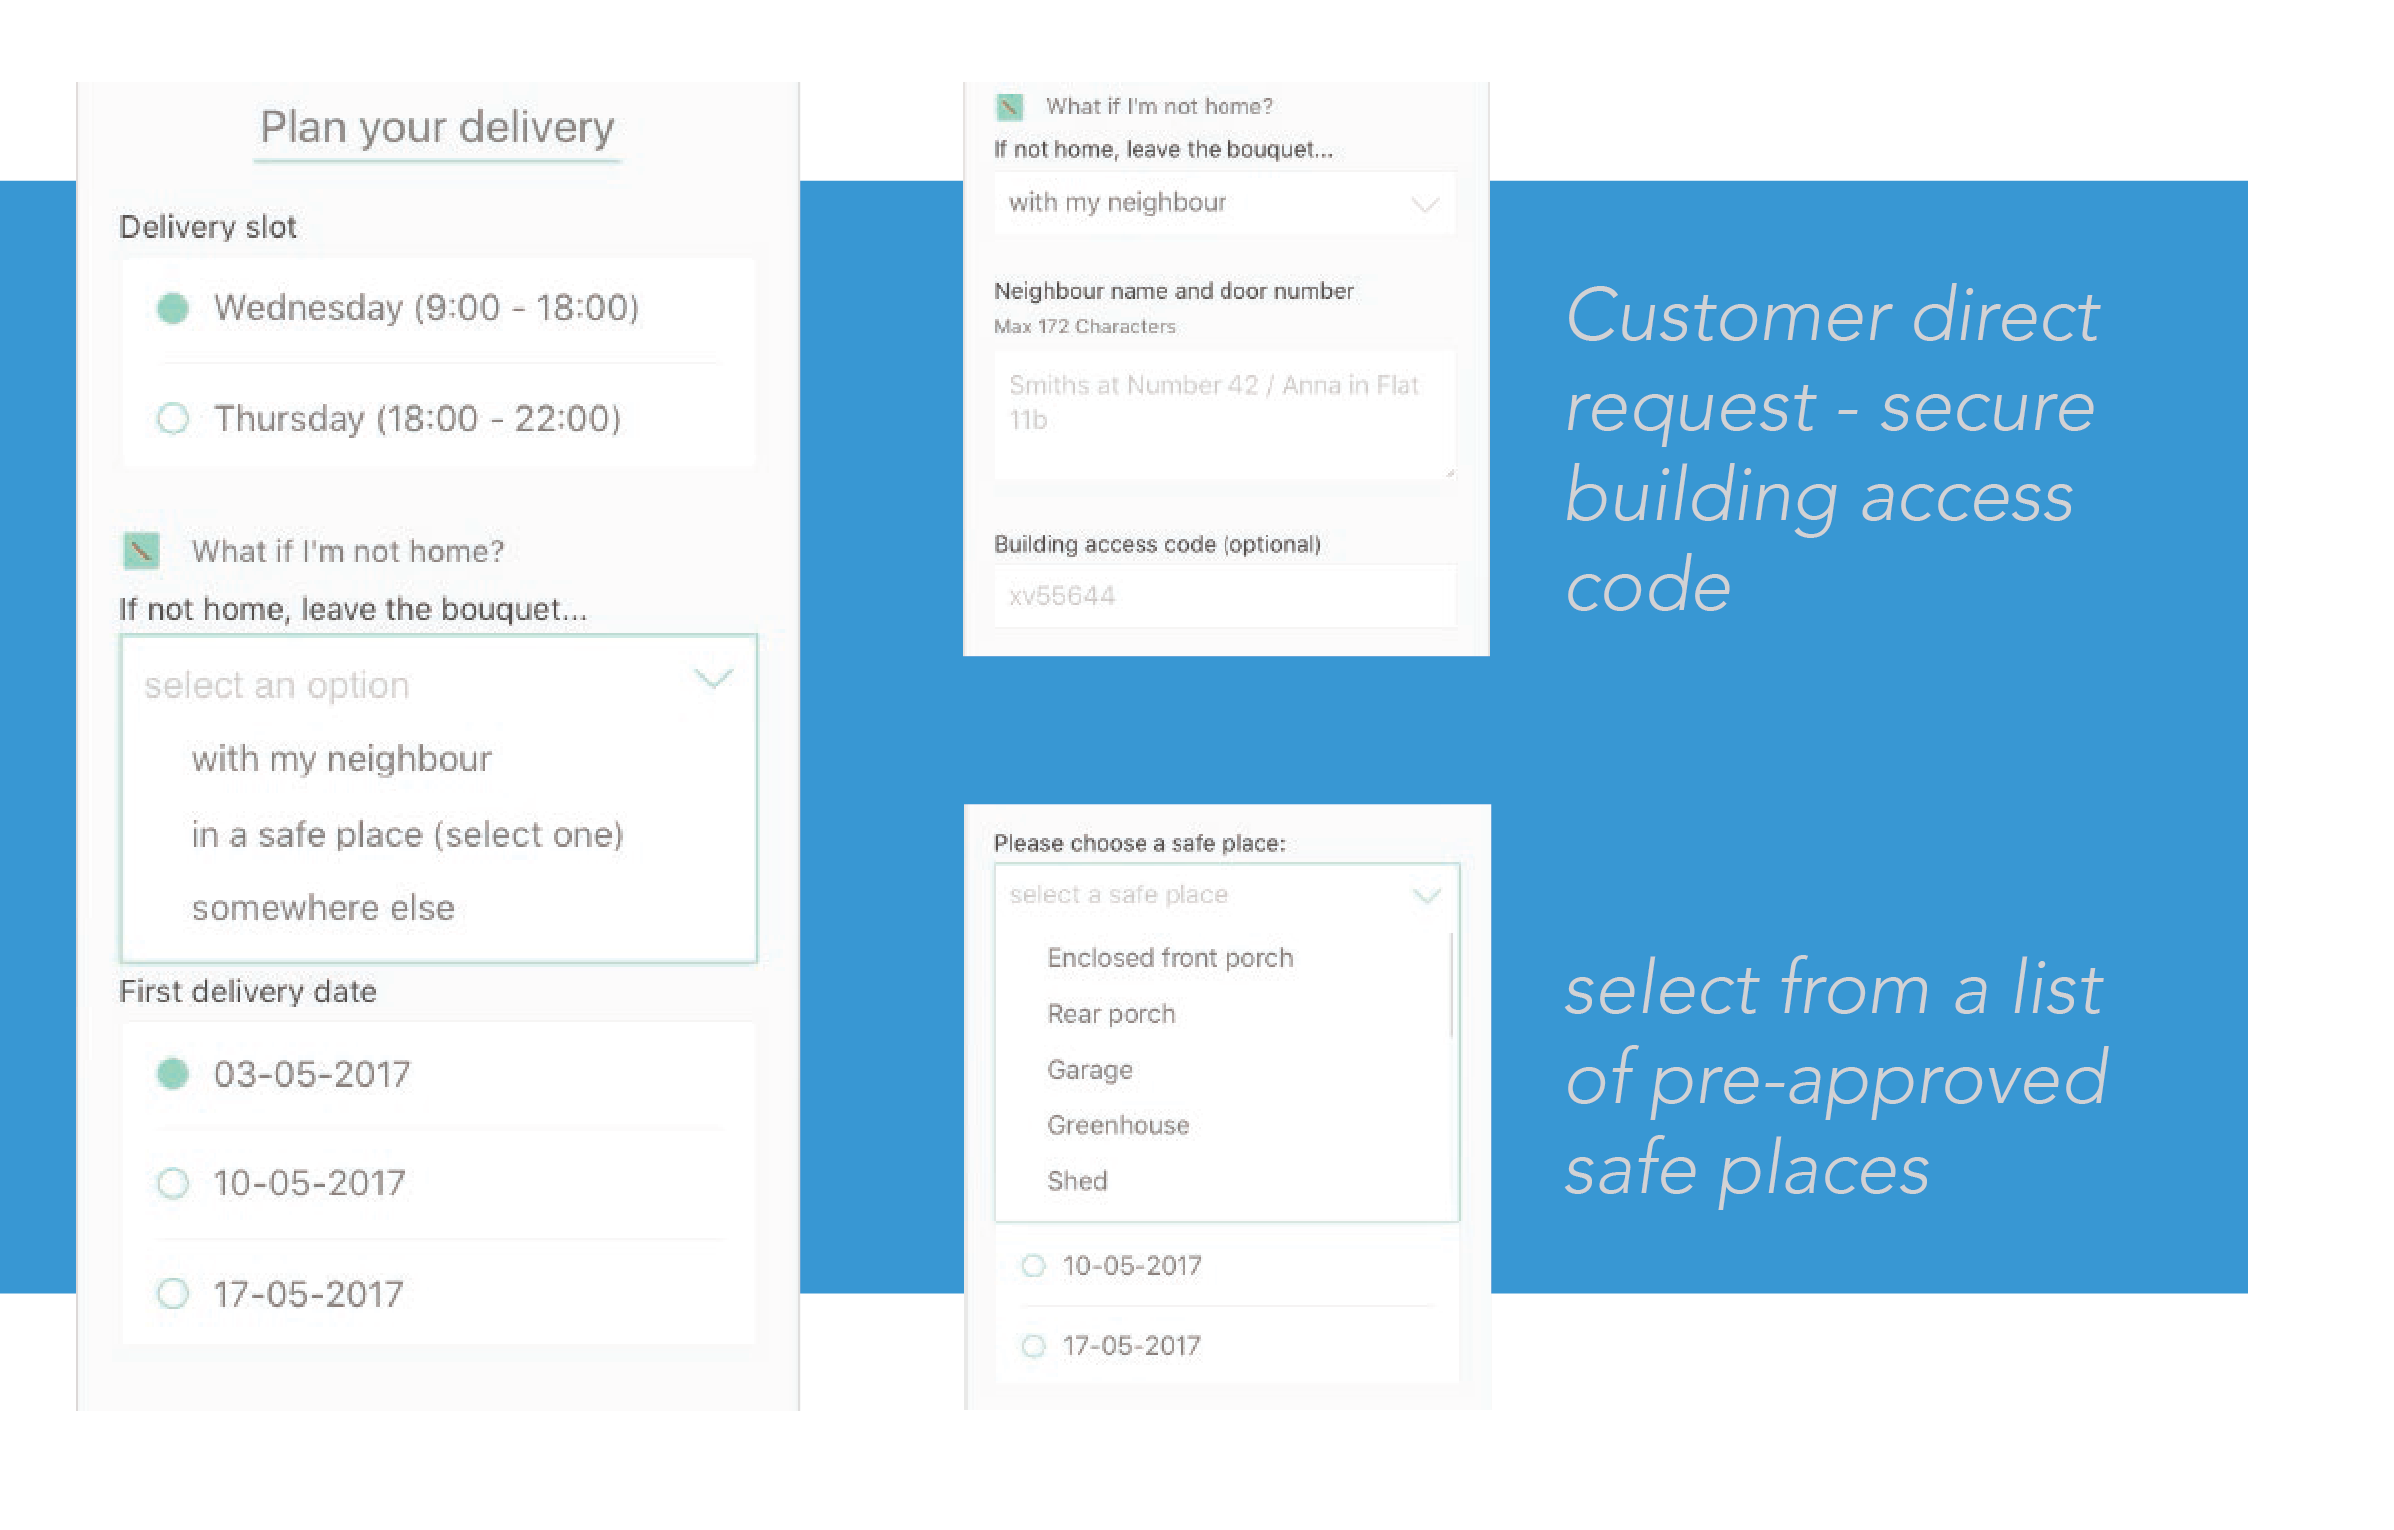 Plan your delivery
Delivery slot
Wednesday (9:00 - 18:00)
Thursday (18:00 - 22:00)
What if I'm not home?
If not home, leave the bouquet...
select an option
with my neighbour
in a safe place (select one)
somewhere else
First delivery date
03-05-2017
10-05-2017
17-05-2017
What if I'm not home?
If not home, leave the bouquet...
with my neighbour
Neighbour name and door number
Max 172 Characters
Smiths at Number 42 / Anna in Flat
11b
Building access code (optional)
xv55644
Customer direct
request - secure
building access
code
Please choose a safe place:
select a safe place
Enclosed front porch
Rear porch
Garage
Greenhouse
Shed
10-05-2017
17-05-2017
select from a list
of pre-approved
safe places